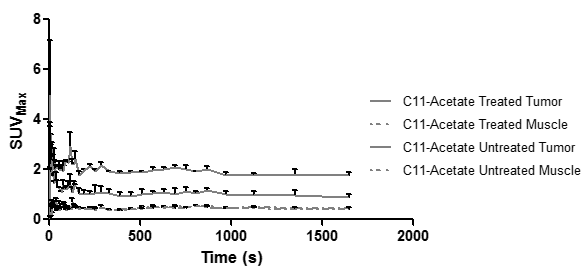 8
6
4
2
0
SUVMax
0
500
1000
1500
2000
Time (s)
C11-Acetate Treated Tumor
C11-Acetate Treated Muscle
C11-Acetate Untreated Tumor
C11-Acetate Untreated Muscle